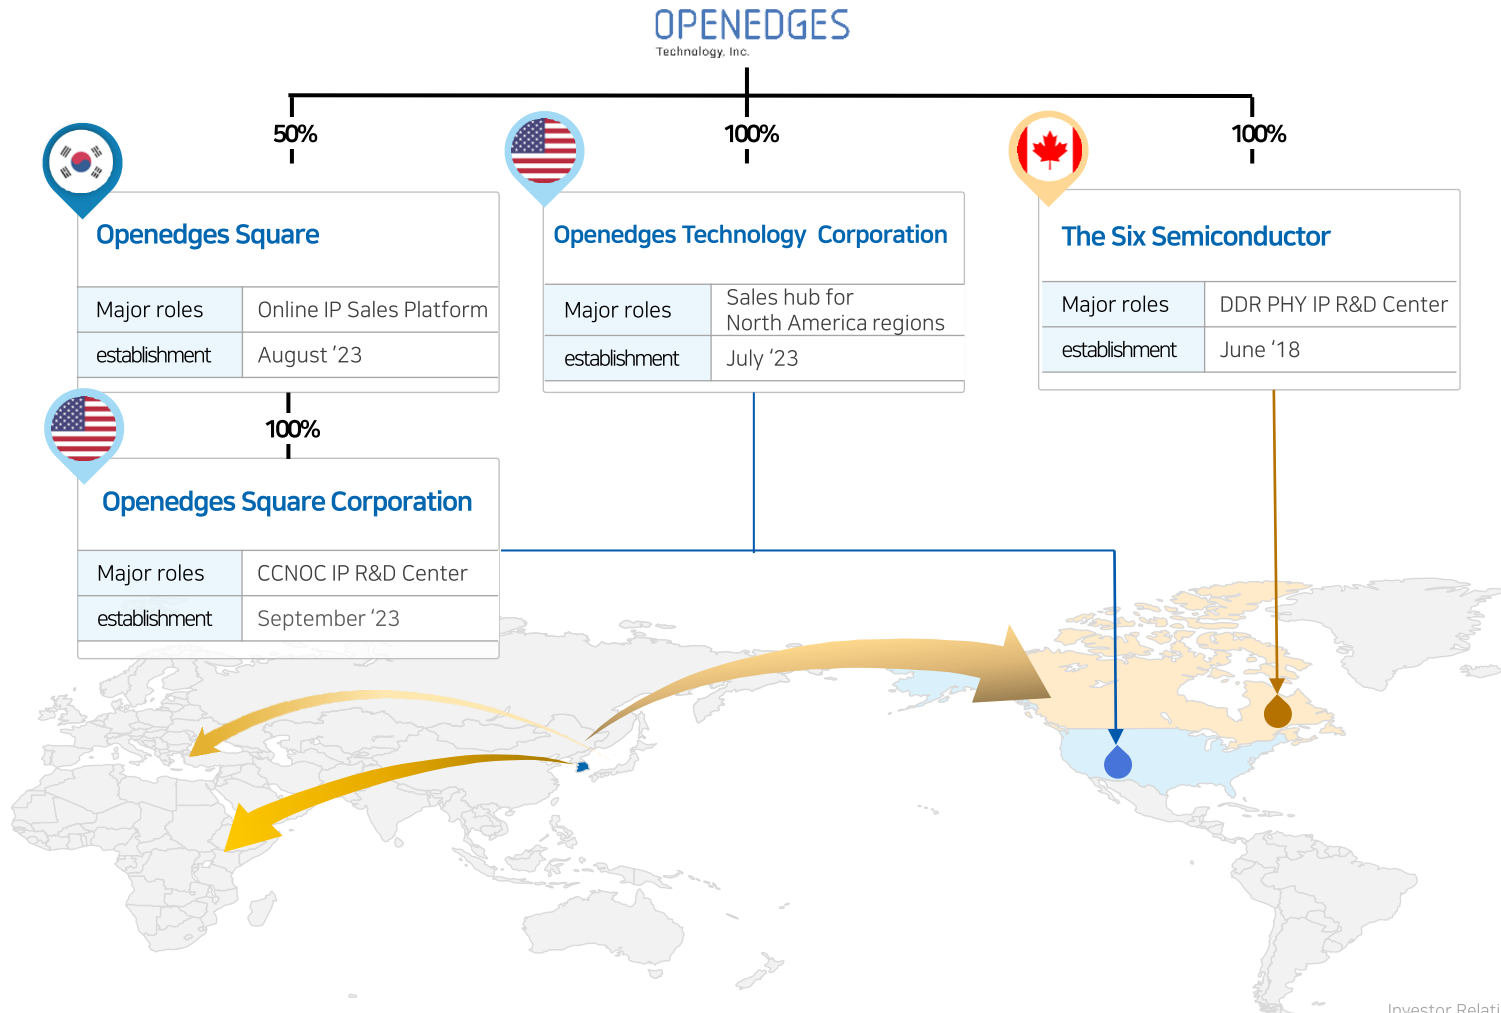 OPENEDGES
Technology, Inc.
50%
100%
100%
Openedges Square
Major roles
Online IP Sales Platform
establishment
August ‘23
Openedges Technology Corporation
Major roles
Sales hub for
North America regions
establishment
July ‘23
The Six Semiconductor
Major roles
DDR PHY IP R&D Center
establishment
June ‘18
100%
Openedges Square Corporation
Major roles
CCNOC IP R&D Center
establishment
September ‘23
Investor Relati